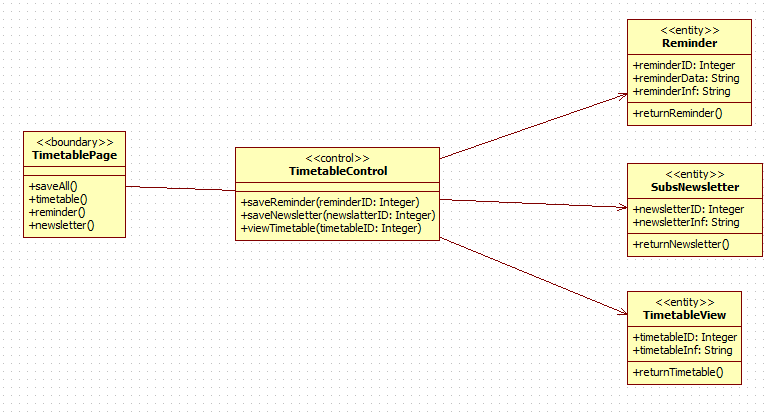 <<boundary>>
TimetablePage
+saveAll()
+timetable()
+reminder()
+newsletter()
<<control>>
TimetableControl
+saveReminder(reminderID: Integer)
+saveNewsletter(newslatterID: Integer)
+viewTimetable(timetableID: Integer)
<<entity>>
Reminder
+reminderID: Integer
+reminderData: String
+reminderInf: String
+returnReminder()
<<entity>>
SubsNewsletter
+newsletterID: Integer
+newsletterInf: String
+returnNewsletter()
<<entity>>
TimetableView
+timetableID: Integer
+timetableInf: String
+returnTimetable()